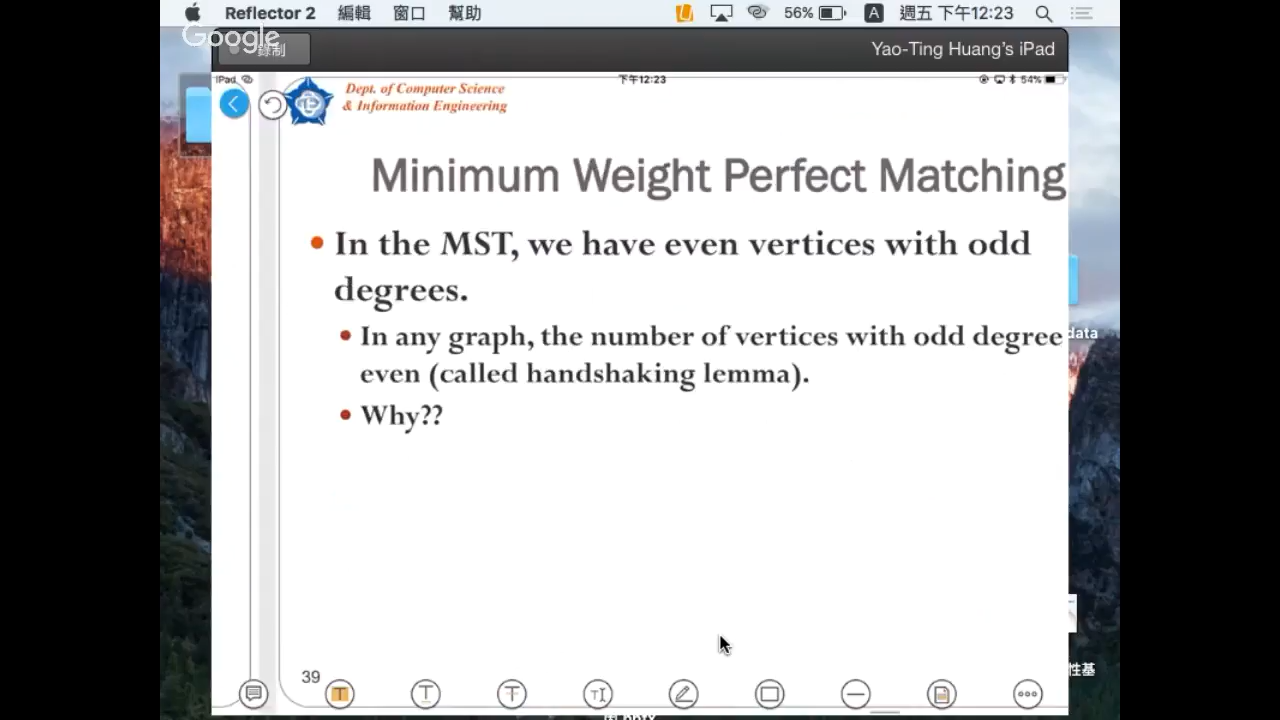 Reflector 2 編輯 窗口 幫助 56% A 週五 下午12:23
Google
錄制 Yao-Ting Huang's iPad
iPad 下午12:23 54%
Dept. of Computer Science
& Information Engineering
Minimum Weight Perfect Matching
• In the MST, we have even vertices with odd
degrees.
• In any graph, the number of vertices with odd degree
even (called handshaking lemma).
• Why??
data
性基
39